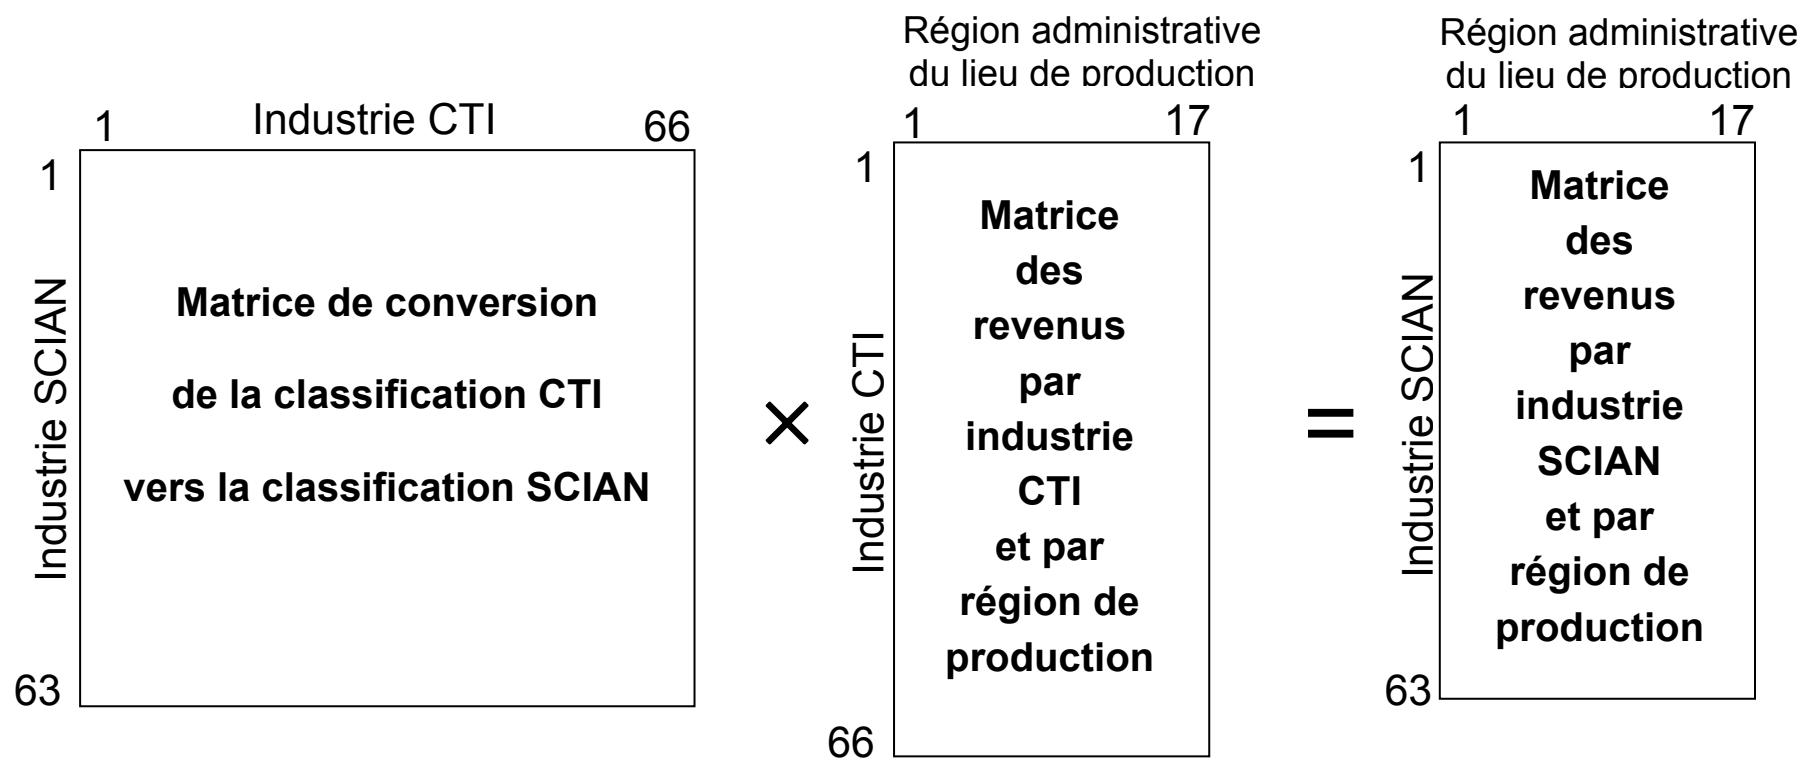 Industrie CTI
1
66
1
Industrie SCIAN
63
Matrice de conversion
de la classification CTI
vers la classification SCIAN
×
Région administrative
du lieu de production
1
17
1
Industrie CTI
66
Matrice
des
revenus
par
industrie
CTI
et par
région de
production
=
Région administrative
du lieu de production
1
17
1
Industrie SCIAN
63
Matrice
des
revenus
par
industrie
SCIAN
et par
région de
production